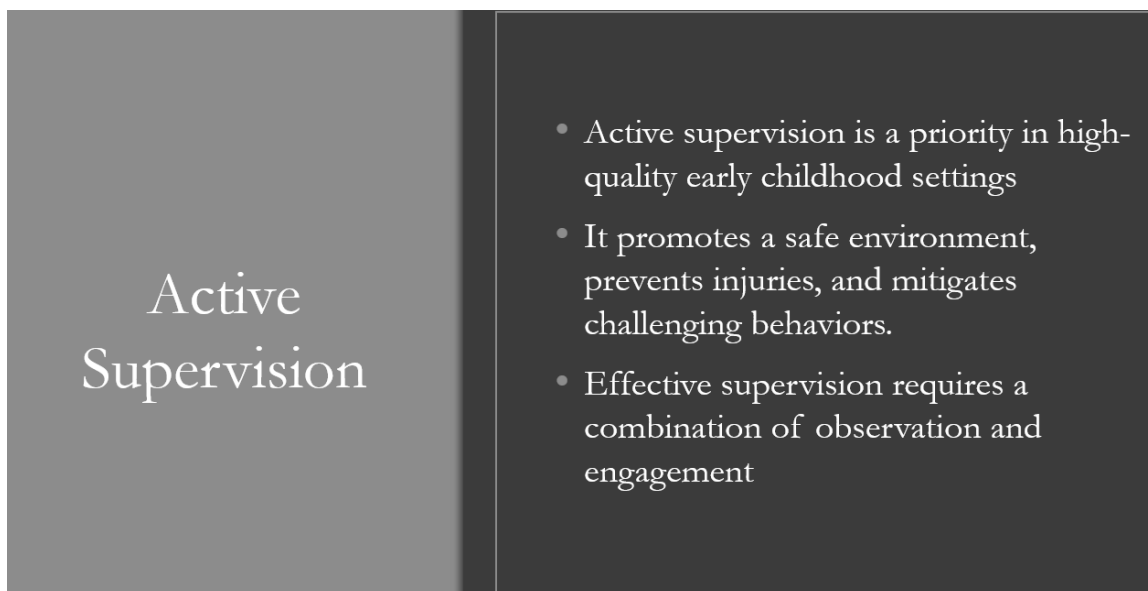 Active
Supervision
• Active supervision is a priority in high-
quality early childhood settings
• It promotes a safe environment,
prevents injuries, and mitigates
challenging behaviors.
• Effective supervision requires a
combination of observation and
engagement